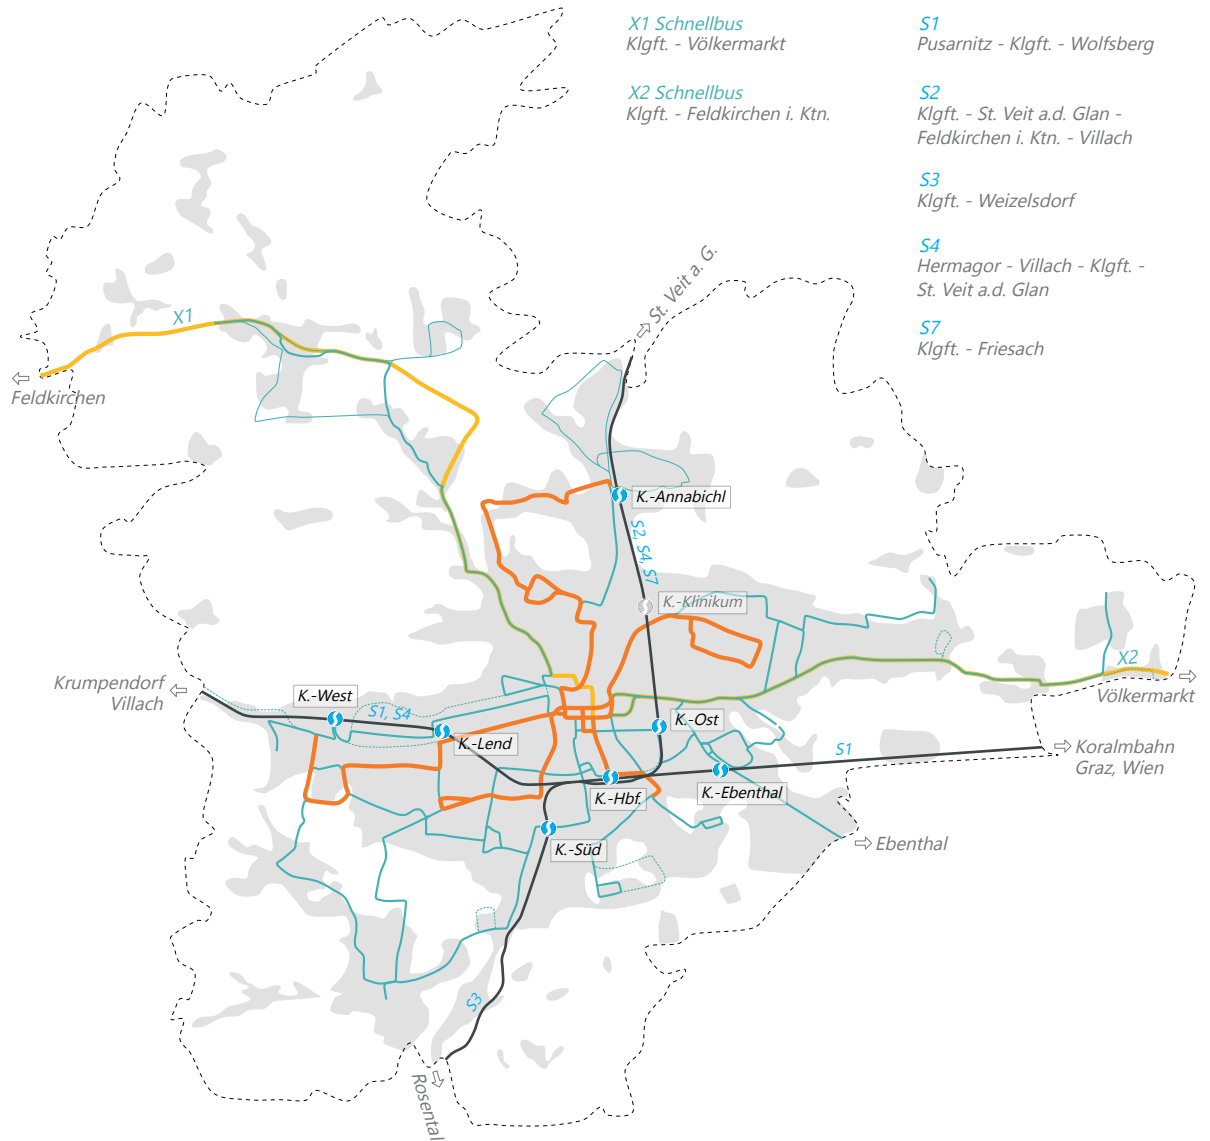 X1 Schnellbus
Klgft. - Völkermarkt
X2 Schnellbus
Klgft. - Feldkirchen i. Ktn.
S1
Pusarnitz - Klgft. - Wolfsberg
S2
Klgft. - St. Veit a.d. Glan -
Feldkirchen i. Ktn. - Villach
S3
Klgft. - Weizelsdorf
S4
Hermagor - Villach - Klgft. -
St. Veit a.d. Glan
S7
Klgft. - Friesach
St. Veit a. G.
X1
Feldkirchen
K.-Annabichl
S2, S4, S7
K.-Klinikum
X2
Völkermarkt
Krumpendorf
Villach
K.-West
S1, S4
K.-Lend
K.-Ost
S1
Koralmbahn
Graz, Wien
K.-Hbf.
K.-Ebenthal
Ebenthal
K.-Süd
S3
Rosental